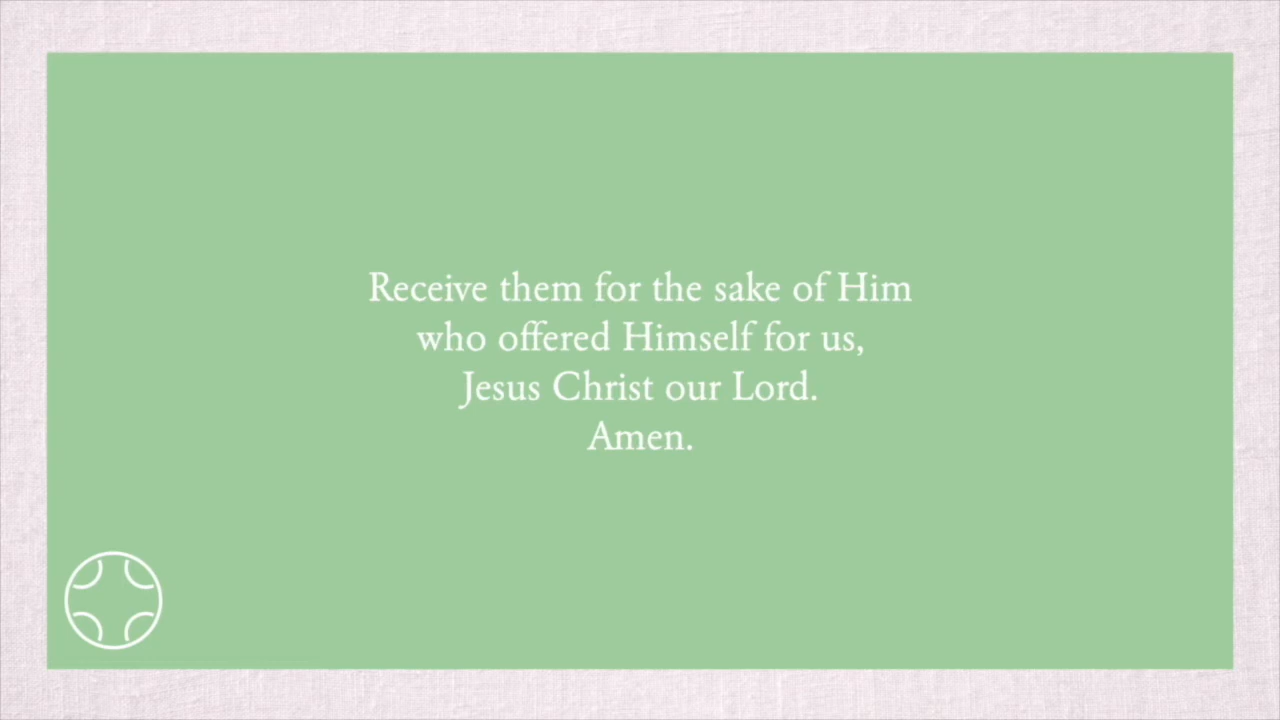 Receive them for the sake of Him
who offered Himself for us,
Jesus Christ our Lord.
Amen.